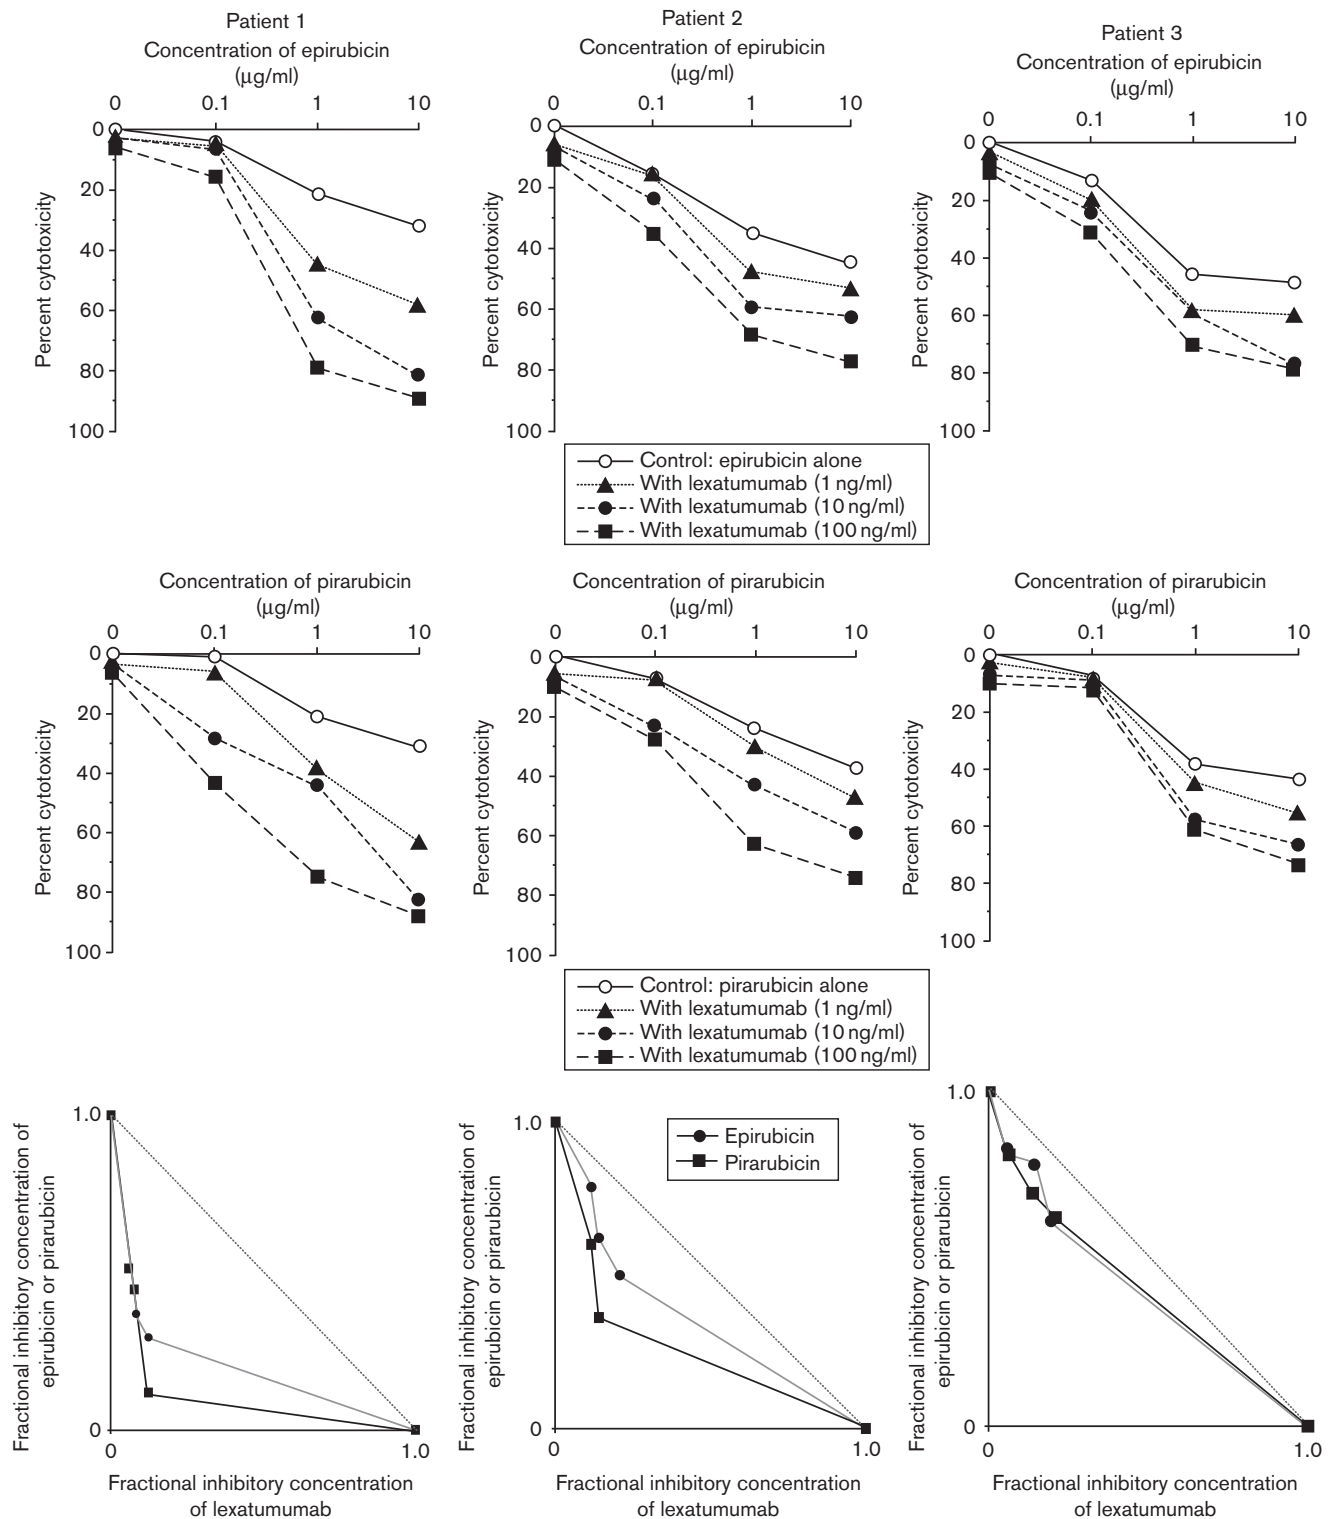 Patient 1
Concentration of epirubicin
(μg/ml)
0 0.1 1 10
0
20
40
60
80
100
Percent cytotoxicity
Patient 2
Concentration of epirubicin
(μg/ml)
0 0.1 1 10
0
20
40
60
80
100
Percent cytotoxicity
Patient 3
Concentration of epirubicin
(μg/ml)
0 0.1 1 10
0
20
40
60
80
100
Percent cytotoxicity
Control: epirubicin alone
With lexatumumab (1 ng/ml)
With lexatumumab (10 ng/ml)
With lexatumumab (100 ng/ml)
Concentration of pirarubicin
(μg/ml)
0 0.1 1 10
0
20
40
60
80
100
Percent cytotoxicity
Concentration of pirarubicin
(μg/ml)
0 0.1 1 10
0
20
40
60
80
100
Percent cytotoxicity
Concentration of pirarubicin
(μg/ml)
0 0.1 1 10
0
20
40
60
80
100
Percent cytotoxicity
Control: pirarubicin alone
With lexatumumab (1 ng/ml)
With lexatumumab (10 ng/ml)
With lexatumumab (100 ng/ml)
Fractional inhibitory concentration of
epirubicin or pirarubicin
1.0
0
0 1.0
Fractional inhibitory concentration
of lexatumumab
Fractional inhibitory concentration of
epirubicin or pirarubicin
1.0
0
0 1.0
Epirubicin
Pirarubicin
Fractional inhibitory concentration
of lexatumumab
Fractional inhibitory concentration of
epirubicin or pirarubicin
1.0
0
0 1.0
Fractional inhibitory concentration
of lexatumumab